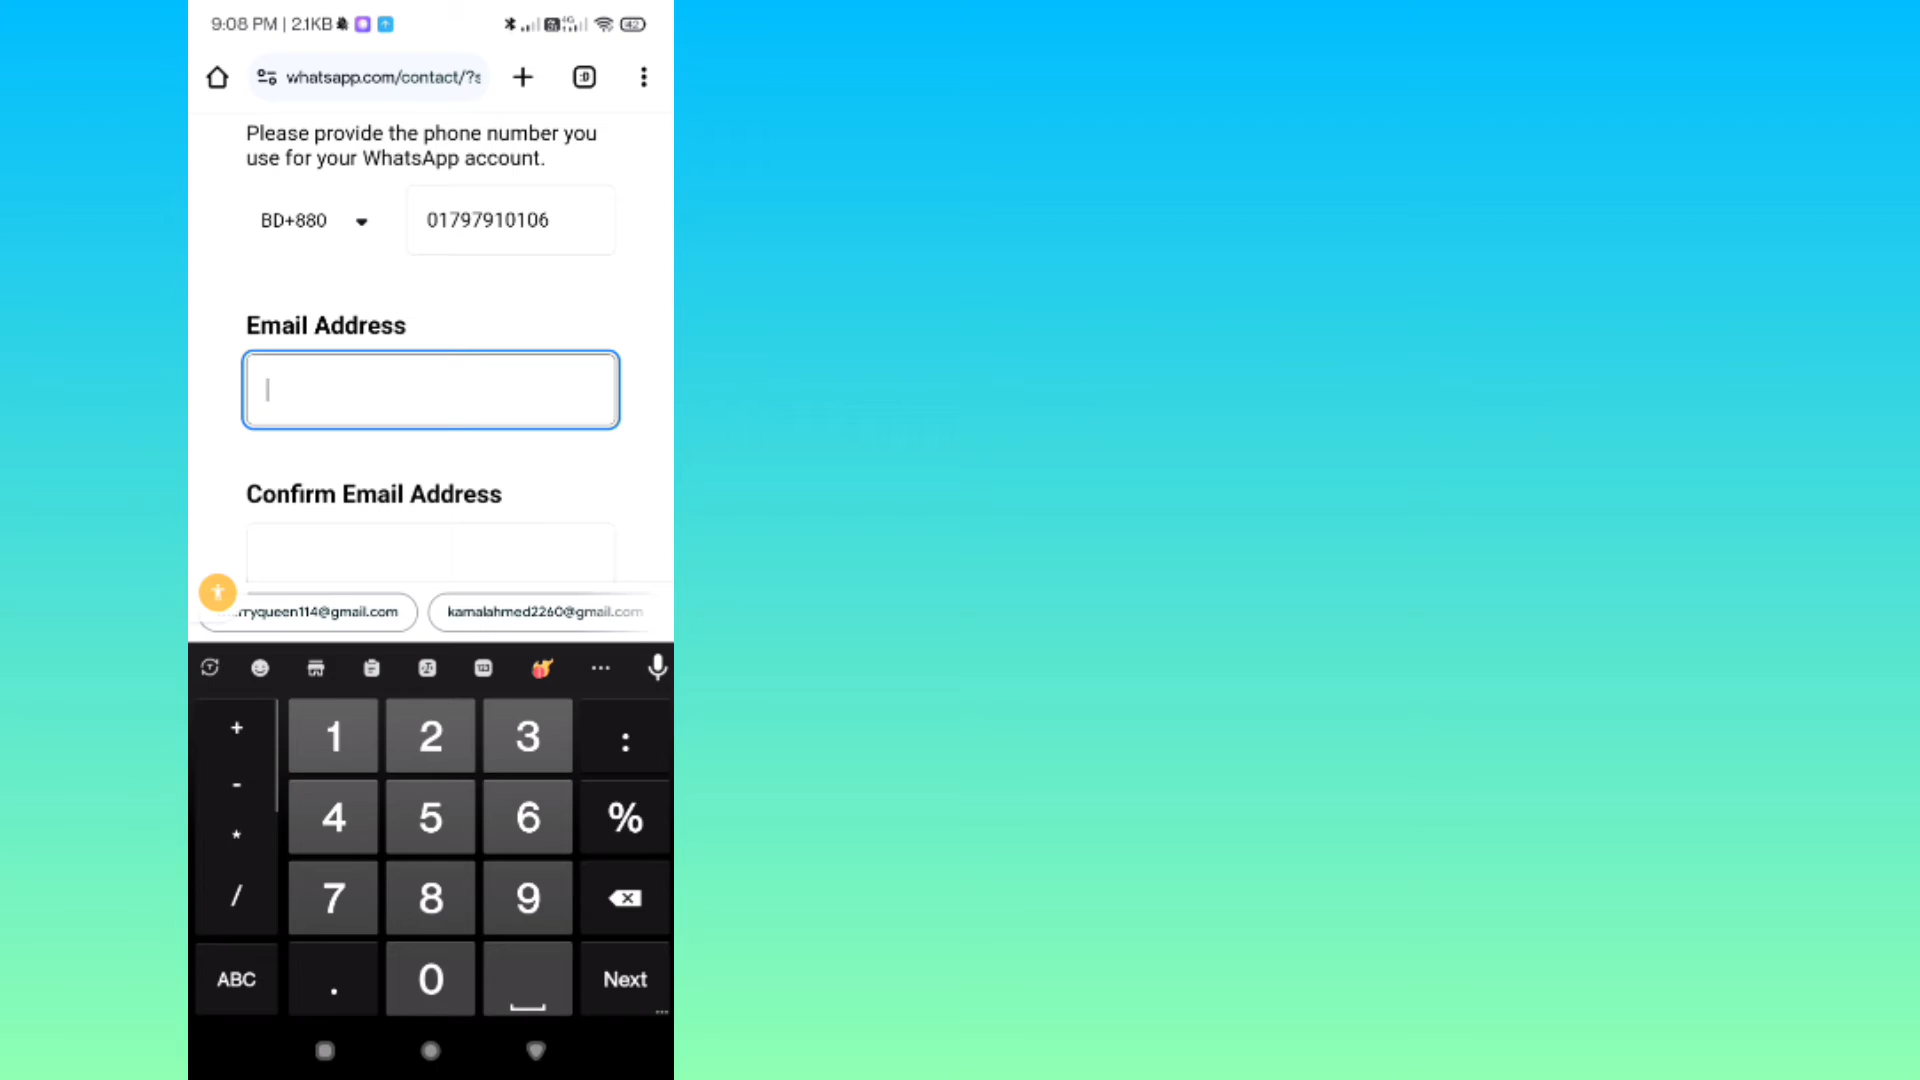 9:08 PM | 2.1KB
4G
42
whatsapp.com/contact/?s
:D
Please provide the phone number you
use for your WhatsApp account.
BD+880
01797910106
Email Address
Confirm Email Address
rryqueen114@gmail.com
kamalahmed2260@gmail.com
+ 1 2 3 :
- 4 5 6 %
*
/ 7 8 9
ABC . 0 Next